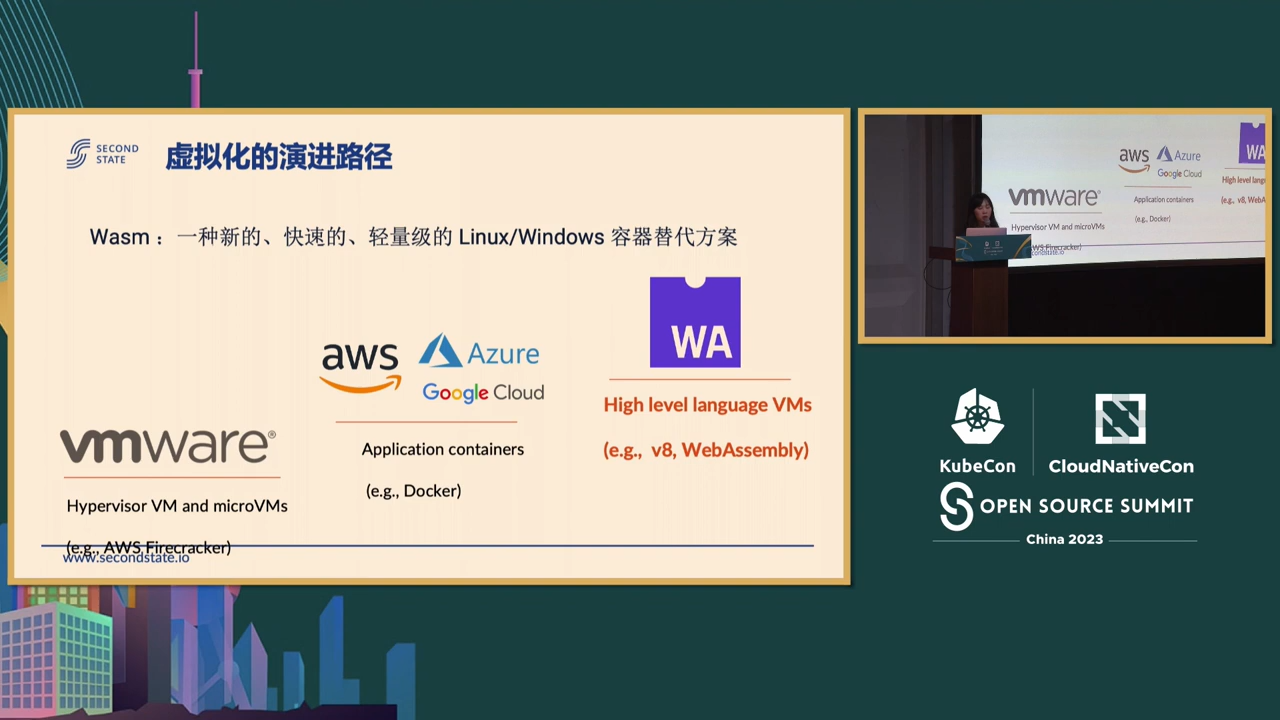 SECOND
STATE
虚拟化的演进路径
Wasm ：一种新的、快速的、轻量级的 Linux/Windows 容器替代方案
WA
aws
Azure
Google Cloud
High level language VMs
(e.g., v8, WebAssembly)
vmware®
Application containers
(e.g., Docker)
Hypervisor VM and microVMs
(e.g., AWS Firecracker)
www.secondstate.io
aws
Azure
Google Cloud
WA
High level lang
(e.g., v8, WebA
vmware®
Application containers
(e.g., Docker)
Hypervisor VM and microVMs
WS Firecracker)
KubeCon
CloudNativeCon
OPEN SOURCE SUMMIT
China 2023